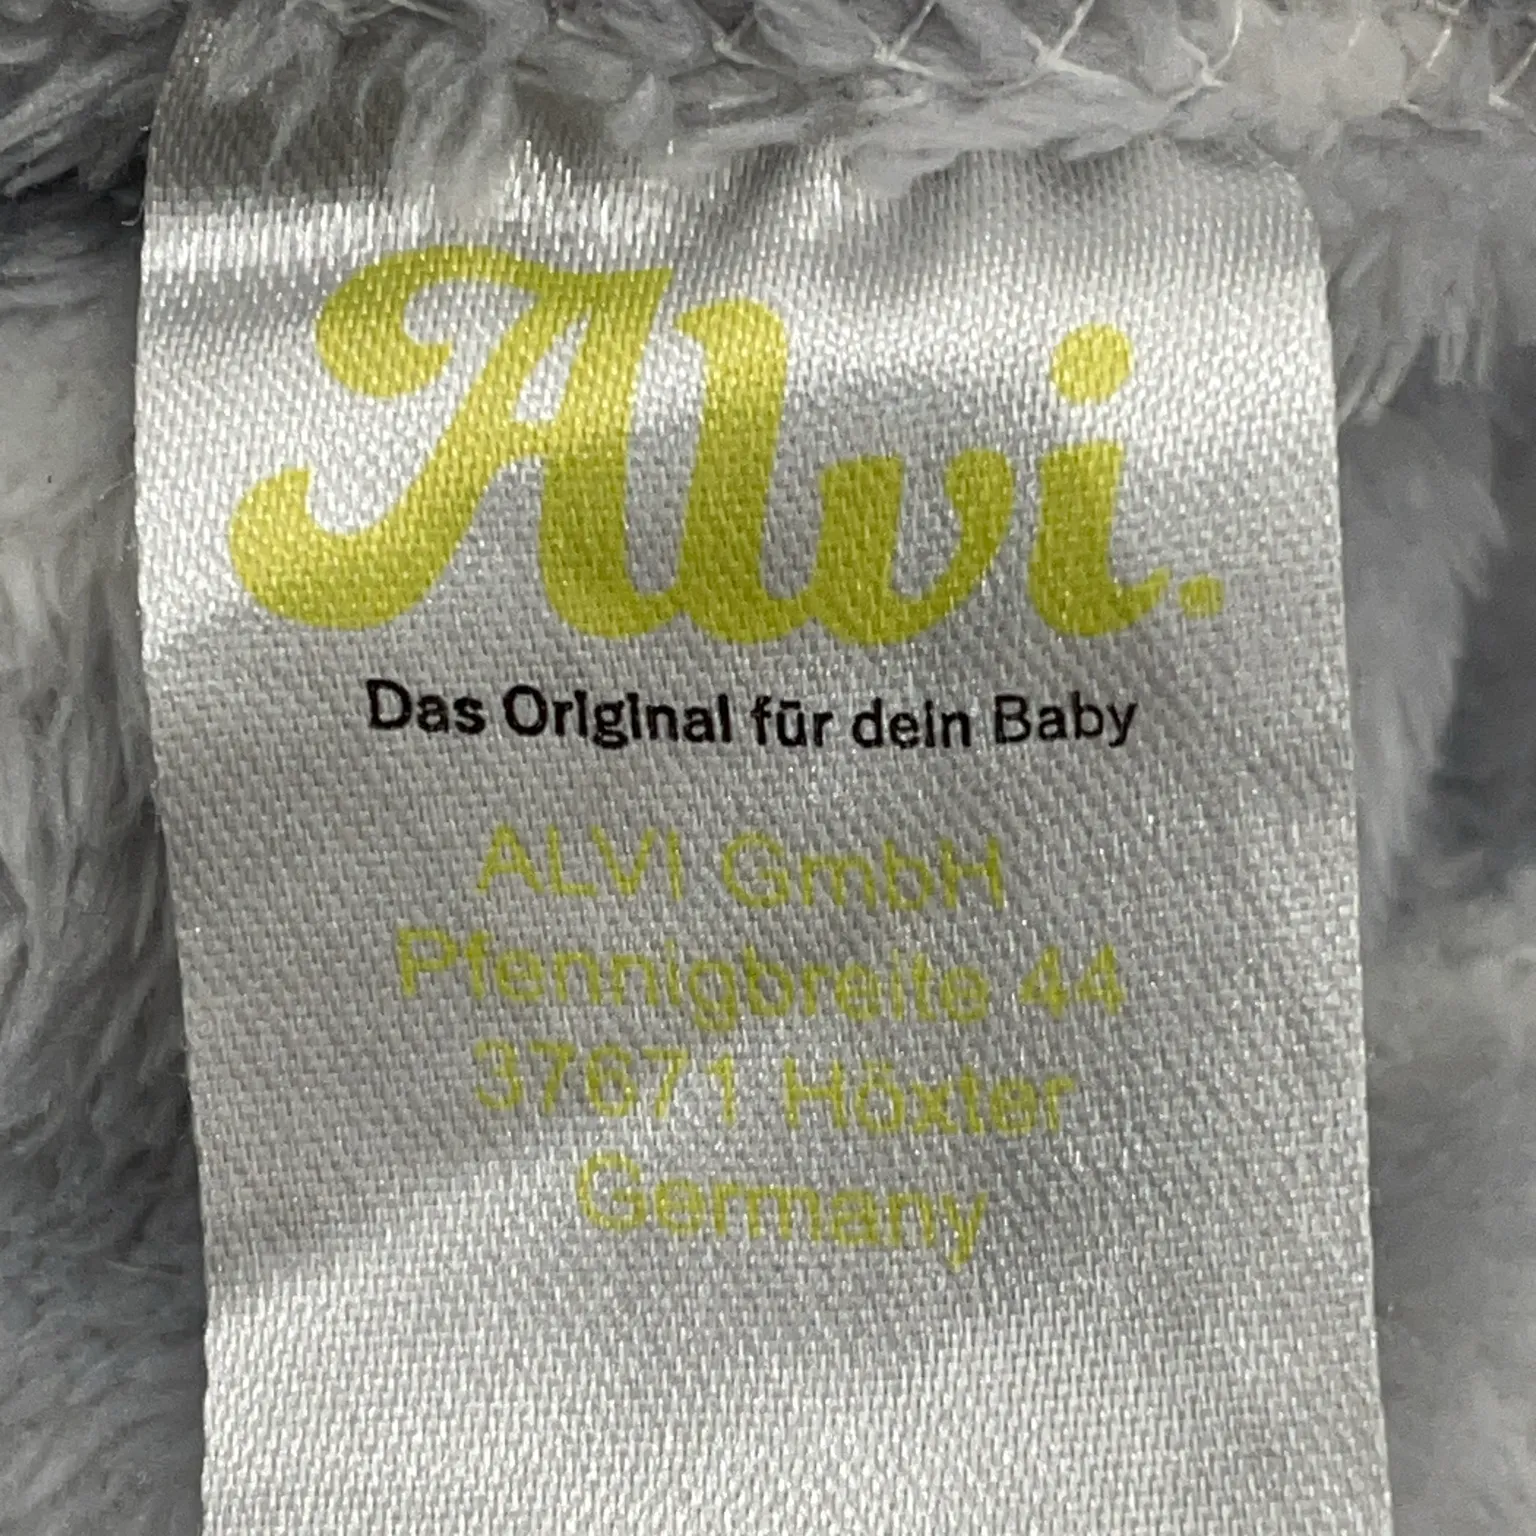 Alvi.
Das Original für dein Baby
ALVI GmbH
Pfennigbreite 44
37671 Höxter
Germany